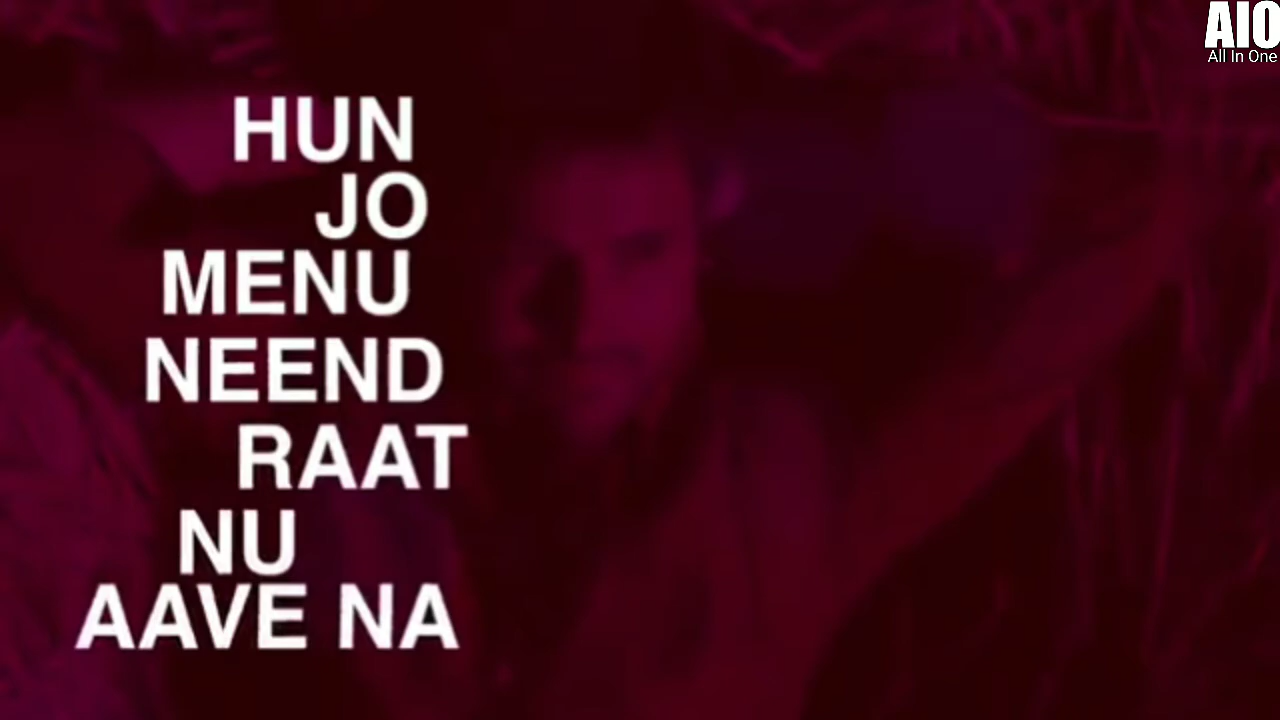 AIO
All In One
HUN
JO
MENU
NEEND
RAAT
NU
AAVE NA